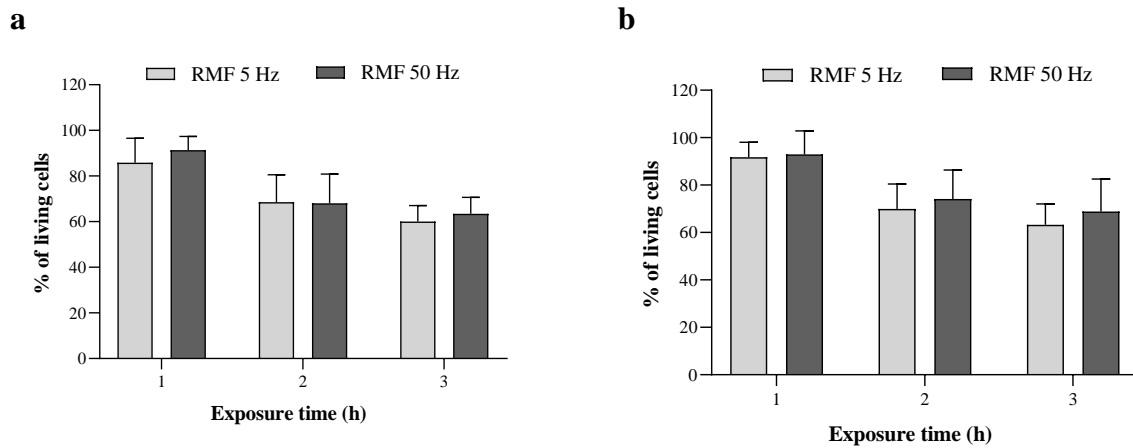 a
RMF 5 Hz RMF 50 Hz
120
100
80
60
40
20
0
% of living cells
1 2 3
Exposure time (h)
b
RMF 5 Hz RMF 50 Hz
120
100
80
60
40
20
0
% of living cells
1 2 3
Exposure time (h)